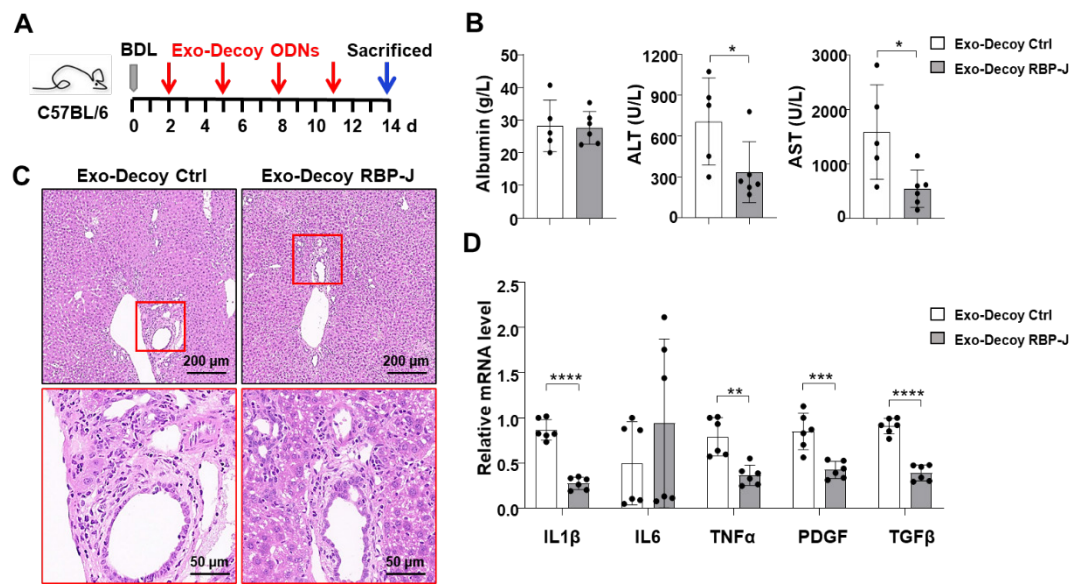 A
BDL
Exo-Decoy ODNs
Sacrificed
C57BL/6
0 2 4 6 8 10 12 14 d
B
Albumin (g/L)
40
30
20
10
0
ALT (U/L)
1200
900
600
300
0
*
AST (U/L)
3000
2000
1000
0
*
Exo-Decoy Ctrl
Exo-Decoy RBP-J
C
Exo-Decoy Ctrl
Exo-Decoy RBP-J
200 μm
200 μm
50 μm
50 μm
D
Relative mRNA level
2.5
2.0
1.5
1.0
0.5
0.0
****
**
***
****
IL1β
IL6
TNFα
PDGF
TGFβ
Exo-Decoy Ctrl
Exo-Decoy RBP-J